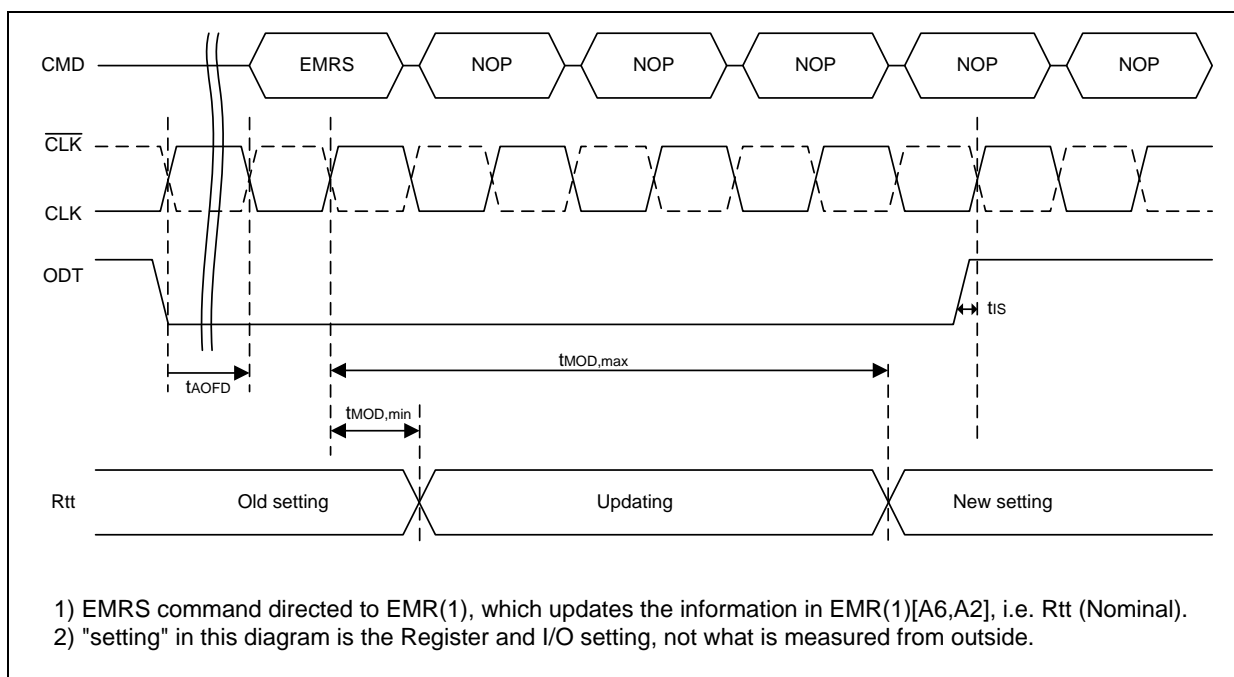 CMD EMRS NOP NOP NOP NOP NOP
CLK
CLK
ODT
tIS
tMOD,max
tAOFD
tMOD,min
Rtt Old setting Updating New setting
1) EMRS command directed to EMR(1), which updates the information in EMR(1)[A6,A2], i.e. Rtt (Nominal).
2) "setting" in this diagram is the Register and I/O setting, not what is measured from outside.